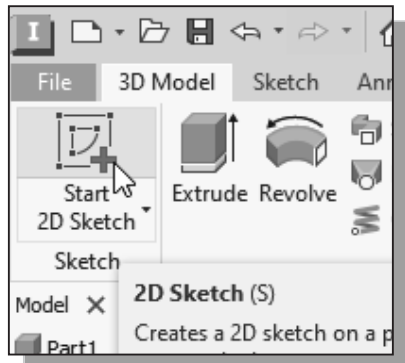 I
File 3D Model Sketch
Start
2D Sketch
Extrude Revolve
Sketch
Model
2D Sketch (S)
Creates a 2D sketch on a
Part1